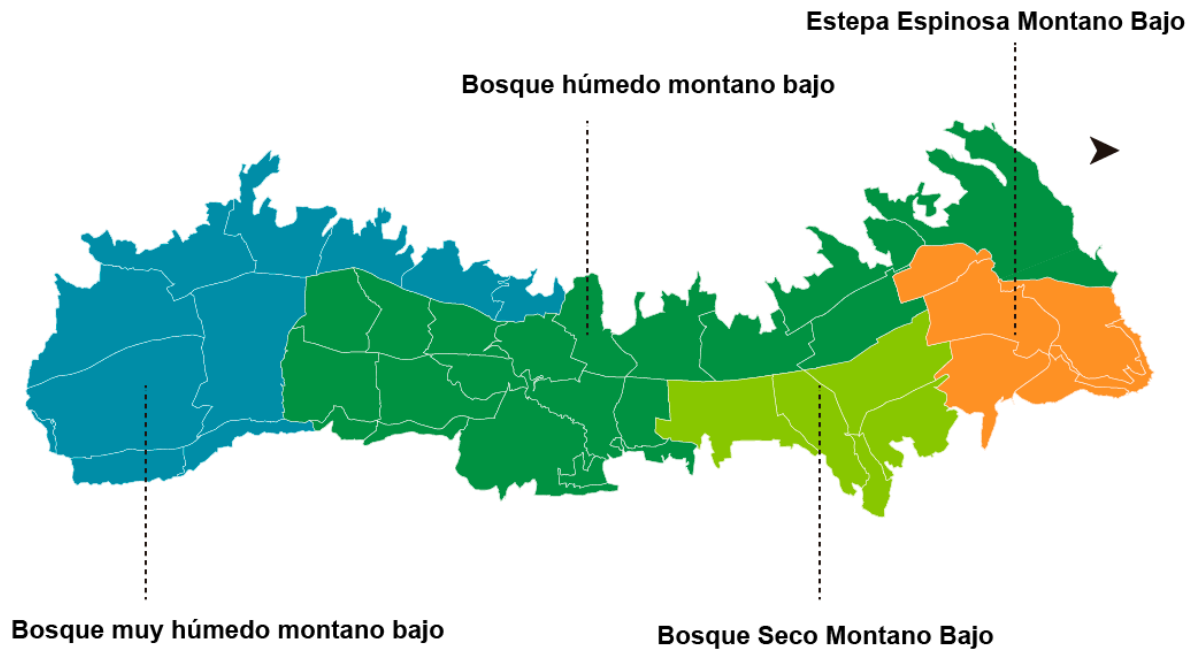 Estepa Espinosa Montano Bajo
Bosque húmedo montano bajo
Bosque muy húmedo montano bajo
Bosque Seco Montano Bajo